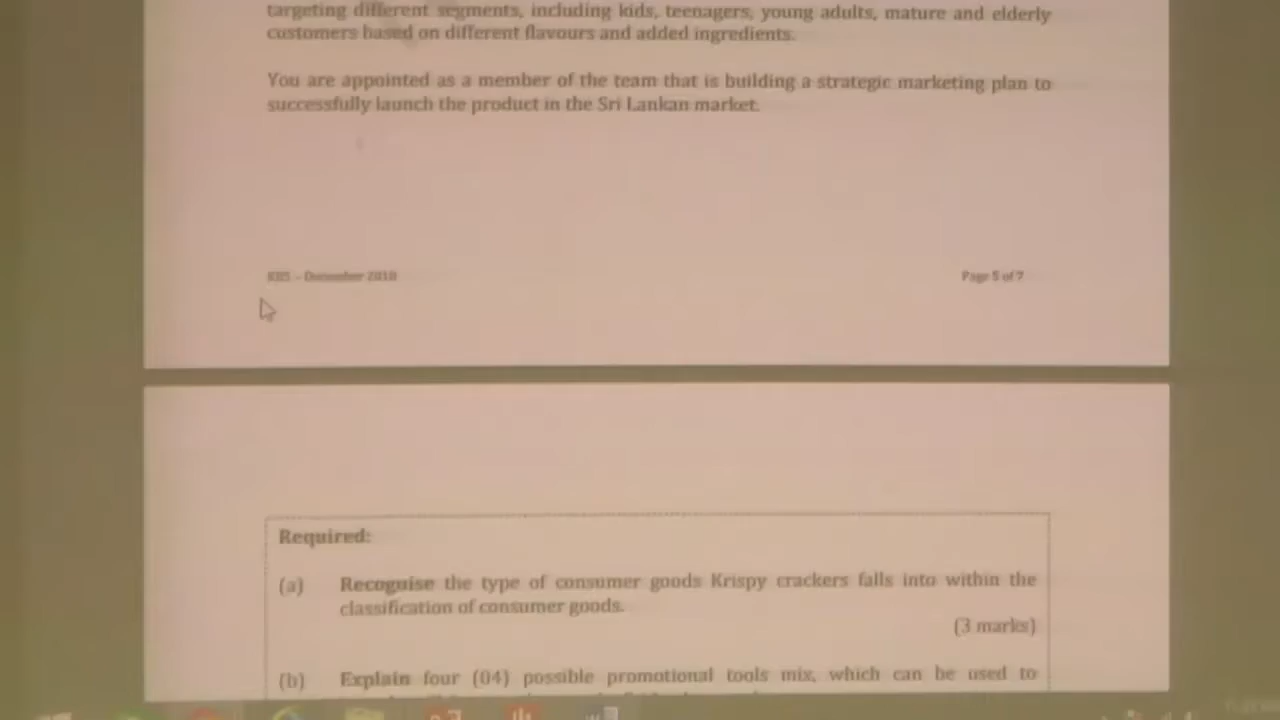 targeting different segments, including kids, teenagers, young adults, mature and elderly
customers based on different flavours and added ingredients.
You are appointed as a member of the team that is building a strategic marketing plan to
successfully launch the product in the Sri Lankan market.
- December 2018
Page 5 of 7
Required:
(a) Recognise the type of consumer goods Krispy crackers falls into within the
classification of consumer goods.
(3 marks)
(b) Explain four (04) possible promotional tools mix, which can be used to